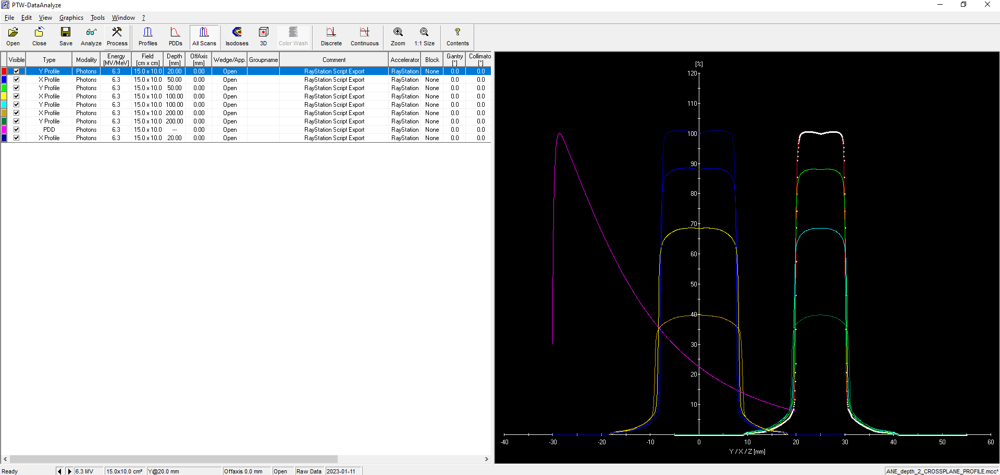 PTW-DataAnalyze
File Edit View Graphics Tools Window ?
Open Close Save Analyze Process Profiles PDDs All Scans Isodoses 3D Color Wash Discrete Continuous Zoom 1:1 Size Contents
Visible Type Modality Energy [MV/MeV] Field [cm x cm] Depth [mm] OffAxis [mm] Wedge/App. Groupname Comment Accelerator Block Gantry [°] Collimato [°]
Y Profile Photons 6.3 15.0 x 10.0 20.00 0.00 Open RayStation Script Export RayStation None 0.0 0.0
X Profile Photons 6.3 15.0 x 10.0 50.00 0.00 Open RayStation Script Export RayStation None 0.0 0.0
Y Profile Photons 6.3 15.0 x 10.0 50.00 0.00 Open RayStation Script Export RayStation None 0.0 0.0
X Profile Photons 6.3 15.0 x 10.0 100.00 0.00 Open RayStation Script Export RayStation None 0.0 0.0
Y Profile Photons 6.3 15.0 x 10.0 100.00 0.00 Open RayStation Script Export RayStation None 0.0 0.0
X Profile Photons 6.3 15.0 x 10.0 200.00 0.00 Open RayStation Script Export RayStation None 0.0 0.0
Y Profile Photons 6.3 15.0 x 10.0 200.00 0.00 Open RayStation Script Export RayStation None 0.0 0.0
PDD Photons 6.3 15.0 x 10.0 --- 0.00 Open RayStation Script Export RayStation None 0.0 0.0
X Profile Photons 6.3 15.0 x 10.0 20.00 0.00 Open RayStation Script Export RayStation None 0.0 0.0
[%]
120
110
100
90
80
70
60
50
40
30
20
10
-40 -30 -20 -10 0 10 20 30 40 50 60
Y / X / Z [mm]
Ready 6.3 MV 15.0x10.0 cm² Y@20.0 mm Offaxis 0.0 mm Open Raw Data 2023-01-11 .ANE_depth_2_CROSSPLANE_PROFILE.mcc*